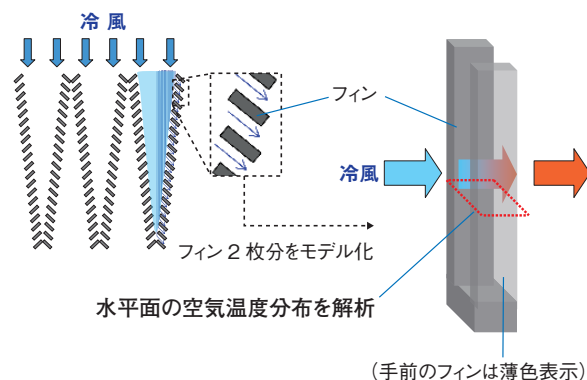 冷 風
フィン
冷風
フィン 2 枚分をモデル化
水平面の空気温度分布を解析
(手前のフィンは薄色表示)